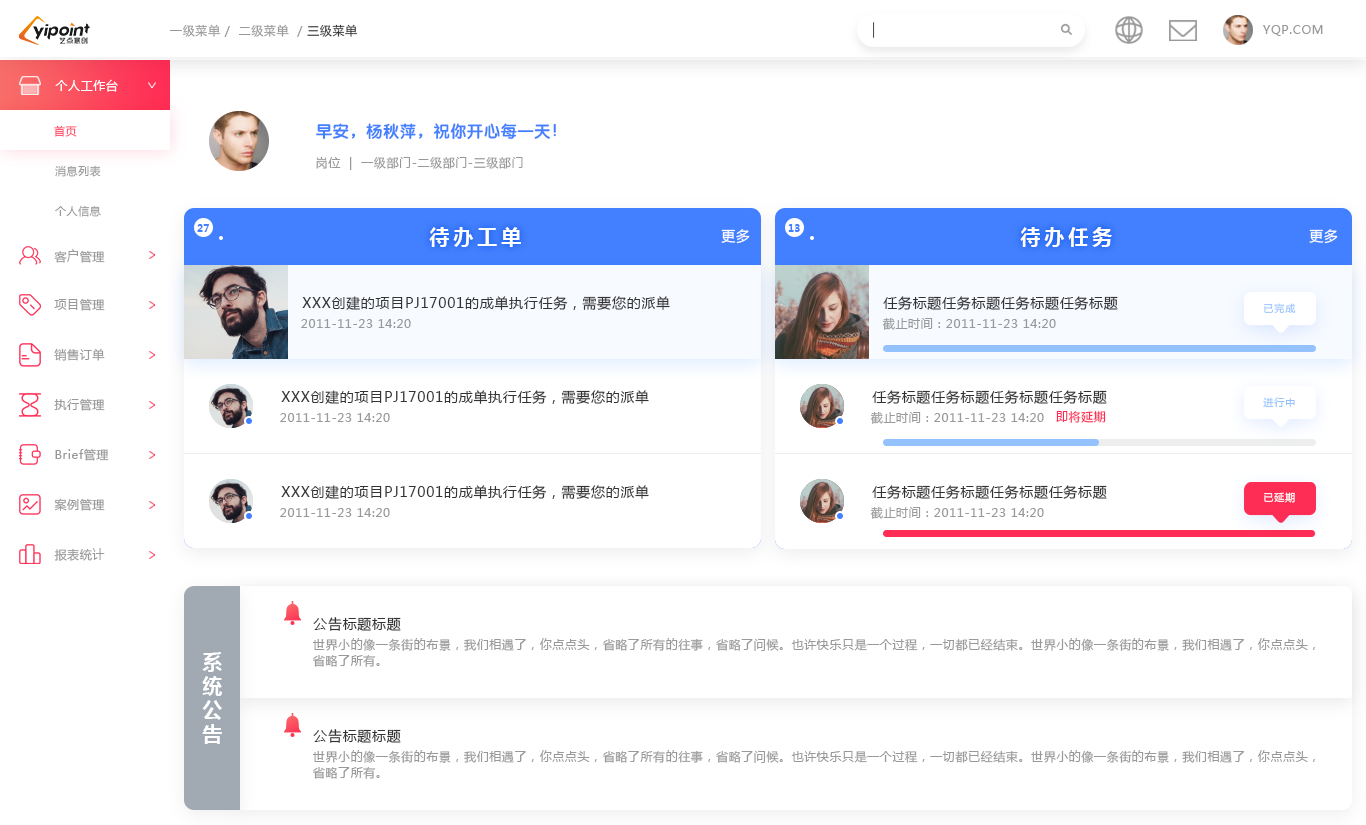 yipoint
艺点意创
一级菜单 / 二级菜单 / 三级菜单
YQP.COM
个人工作台
首页
消息列表
个人信息
客户管理
项目管理
销售订单
执行管理
Brief管理
案例管理
报表统计
早安，杨秋萍，祝你开心每一天！
岗位 | 一级部门-二级部门-三级部门
27
待办工单
更多
XXX创建的项目PJ17001的成单执行任务，需要您的派单
2011-11-23 14:20
XXX创建的项目PJ17001的成单执行任务，需要您的派单
2011-11-23 14:20
XXX创建的项目PJ17001的成单执行任务，需要您的派单
2011-11-23 14:20
13
待办任务
更多
任务标题任务标题任务标题任务标题
截止时间：2011-11-23 14:20
已完成
任务标题任务标题任务标题任务标题
截止时间：2011-11-23 14:20 即将延期
进行中
任务标题任务标题任务标题任务标题
截止时间：2011-11-23 14:20
已延期
系统公告
公告标题标题
世界小的像一条街的布景，我们相遇了，你点点头，省略了所有的往事，省略了问候。也许快乐只是一个过程，一切都已经结束。世界小的像一条街的布景，我们相遇了，你点点头，
省略了所有。
公告标题标题
世界小的像一条街的布景，我们相遇了，你点点头，省略了所有的往事，省略了问候。也许快乐只是一个过程，一切都已经结束。世界小的像一条街的布景，我们相遇了，你点点头，
省略了所有。